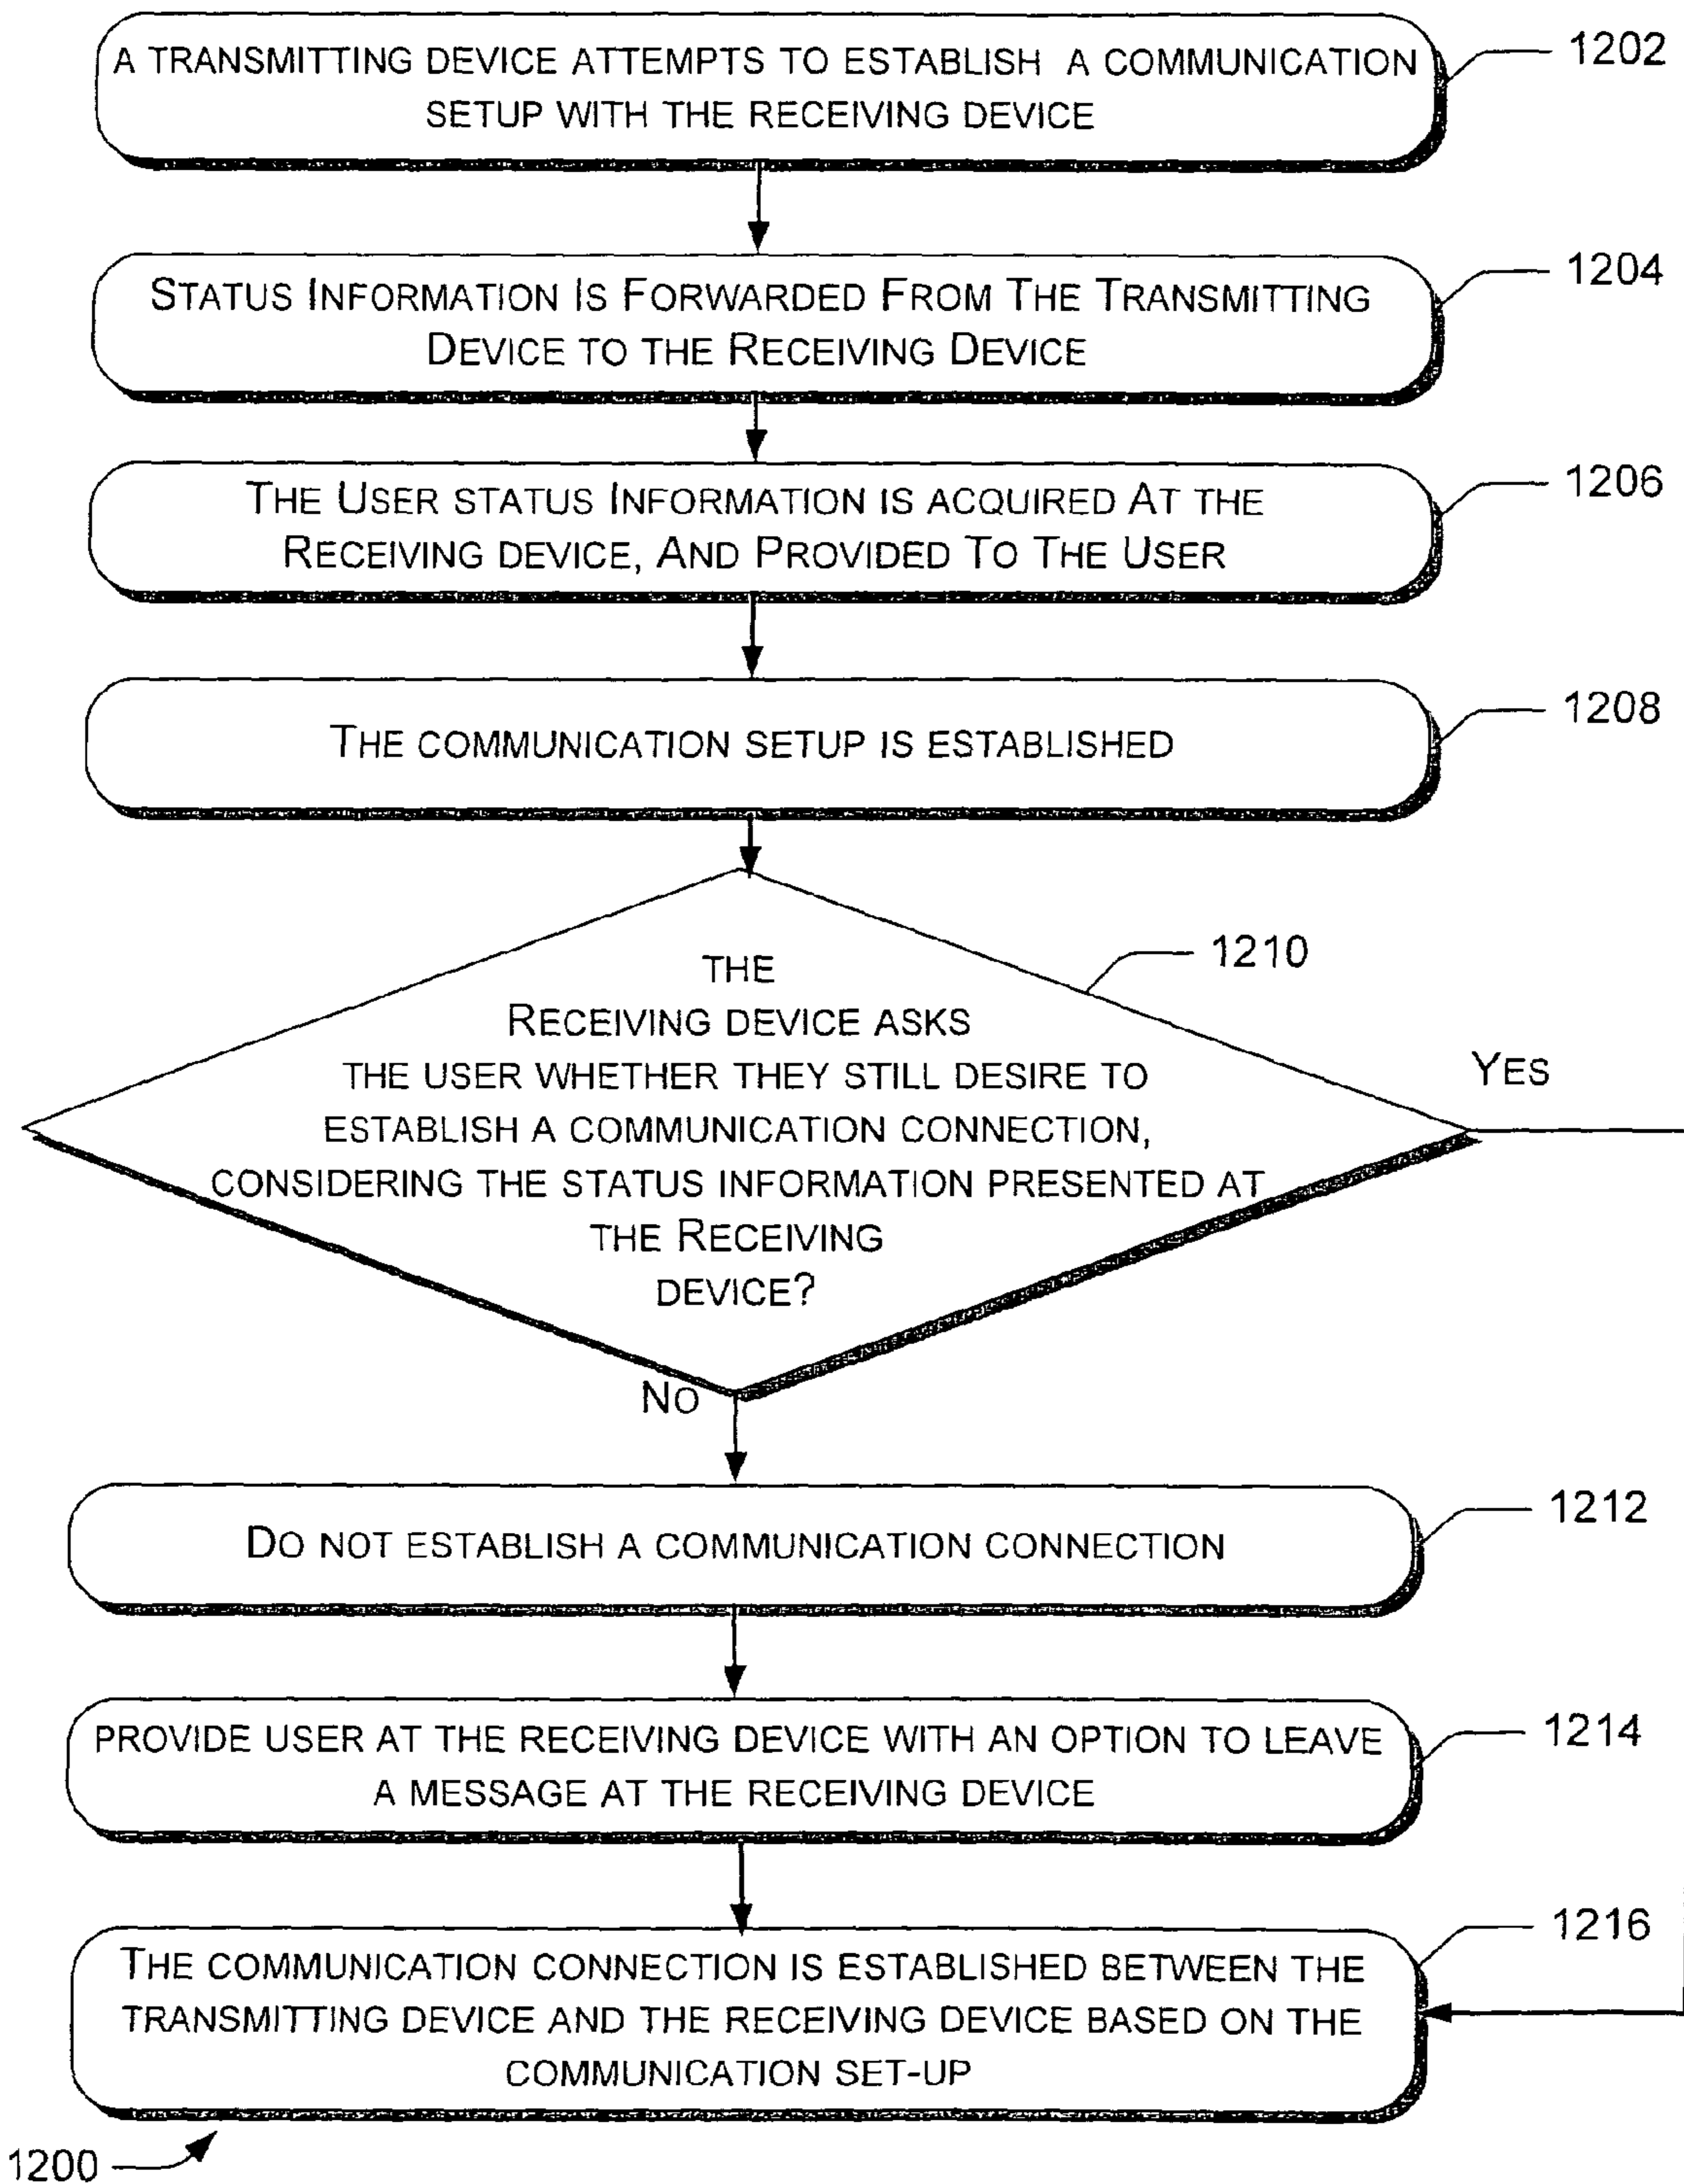 A TRANSMITTING DEVICE ATTEMPTS TO ESTABLISH A COMMUNICATION
SETUP WITH THE RECEIVING DEVICE
1202
STATUS INFORMATION IS FORWARDED FROM THE TRANSMITTING
DEVICE TO THE RECEIVING DEVICE
1204
THE USER STATUS INFORMATION IS ACQUIRED AT THE
RECEIVING DEVICE, AND PROVIDED TO THE USER
1206
THE COMMUNICATION SETUP IS ESTABLISHED
1208
THE
RECEIVING DEVICE ASKS
THE USER WHETHER THEY STILL DESIRE TO
ESTABLISH A COMMUNICATION CONNECTION,
CONSIDERING THE STATUS INFORMATION PRESENTED AT
THE RECEIVING
DEVICE?
1210
YES
NO
DO NOT ESTABLISH A COMMUNICATION CONNECTION
1212
PROVIDE USER AT THE RECEIVING DEVICE WITH AN OPTION TO LEAVE
A MESSAGE AT THE RECEIVING DEVICE
1214
THE COMMUNICATION CONNECTION IS ESTABLISHED BETWEEN THE
TRANSMITTING DEVICE AND THE RECEIVING DEVICE BASED ON THE
COMMUNICATION SET-UP
1216
1200